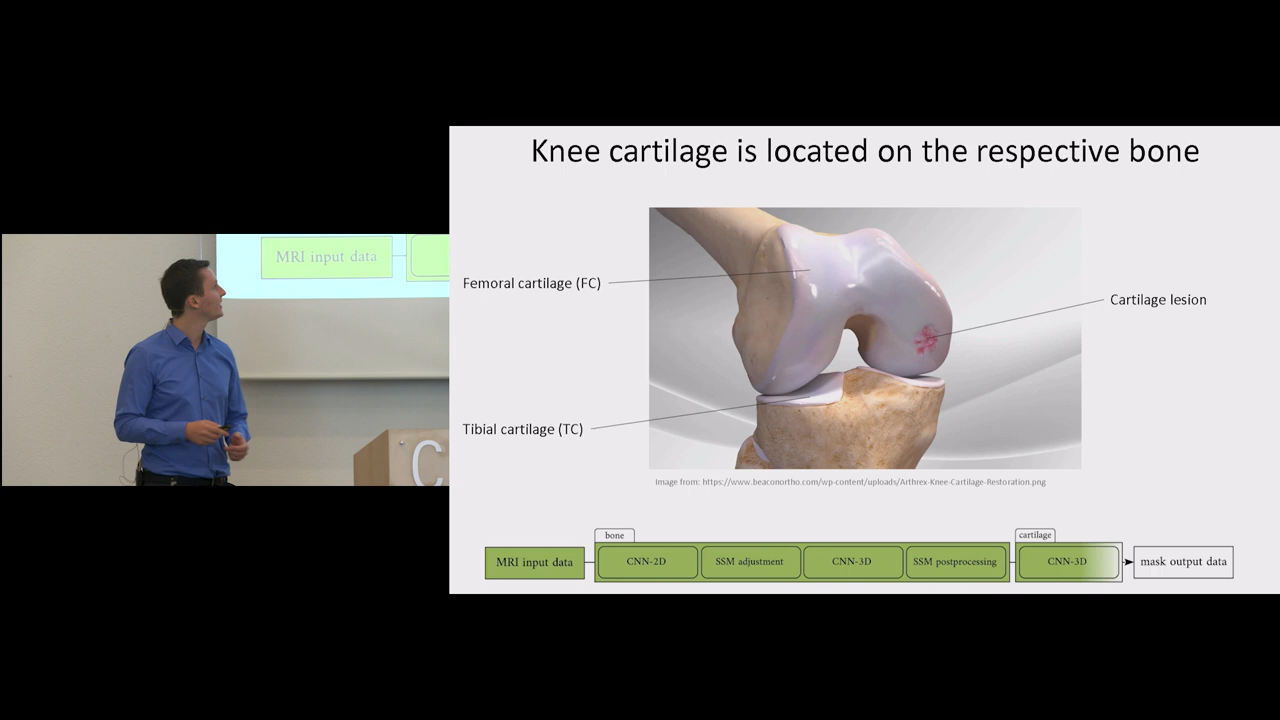 MRI input data
C
Knee cartilage is located on the respective bone
Femoral cartilage (FC)
Cartilage lesion
Tibial cartilage (TC)
Image from: https://www.beaconortho.com/wp-content/uploads/Arthrex-Knee-Cartilage-Restoration.png
bone
cartilage
MRI input data
CNN-2D
SSM adjustment
CNN-3D
SSM postprocessing
CNN-3D
mask output data